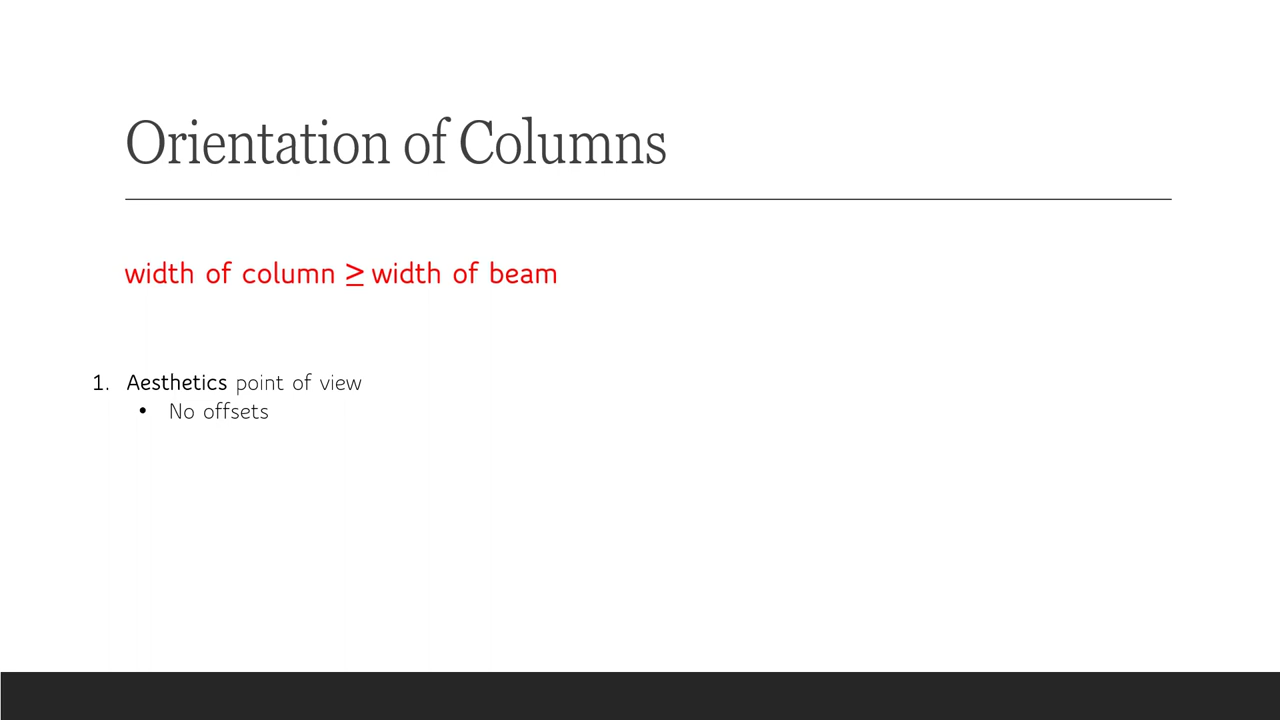 Orientation of Columns
width of column ≥ width of beam
1. Aesthetics point of view
• No offsets